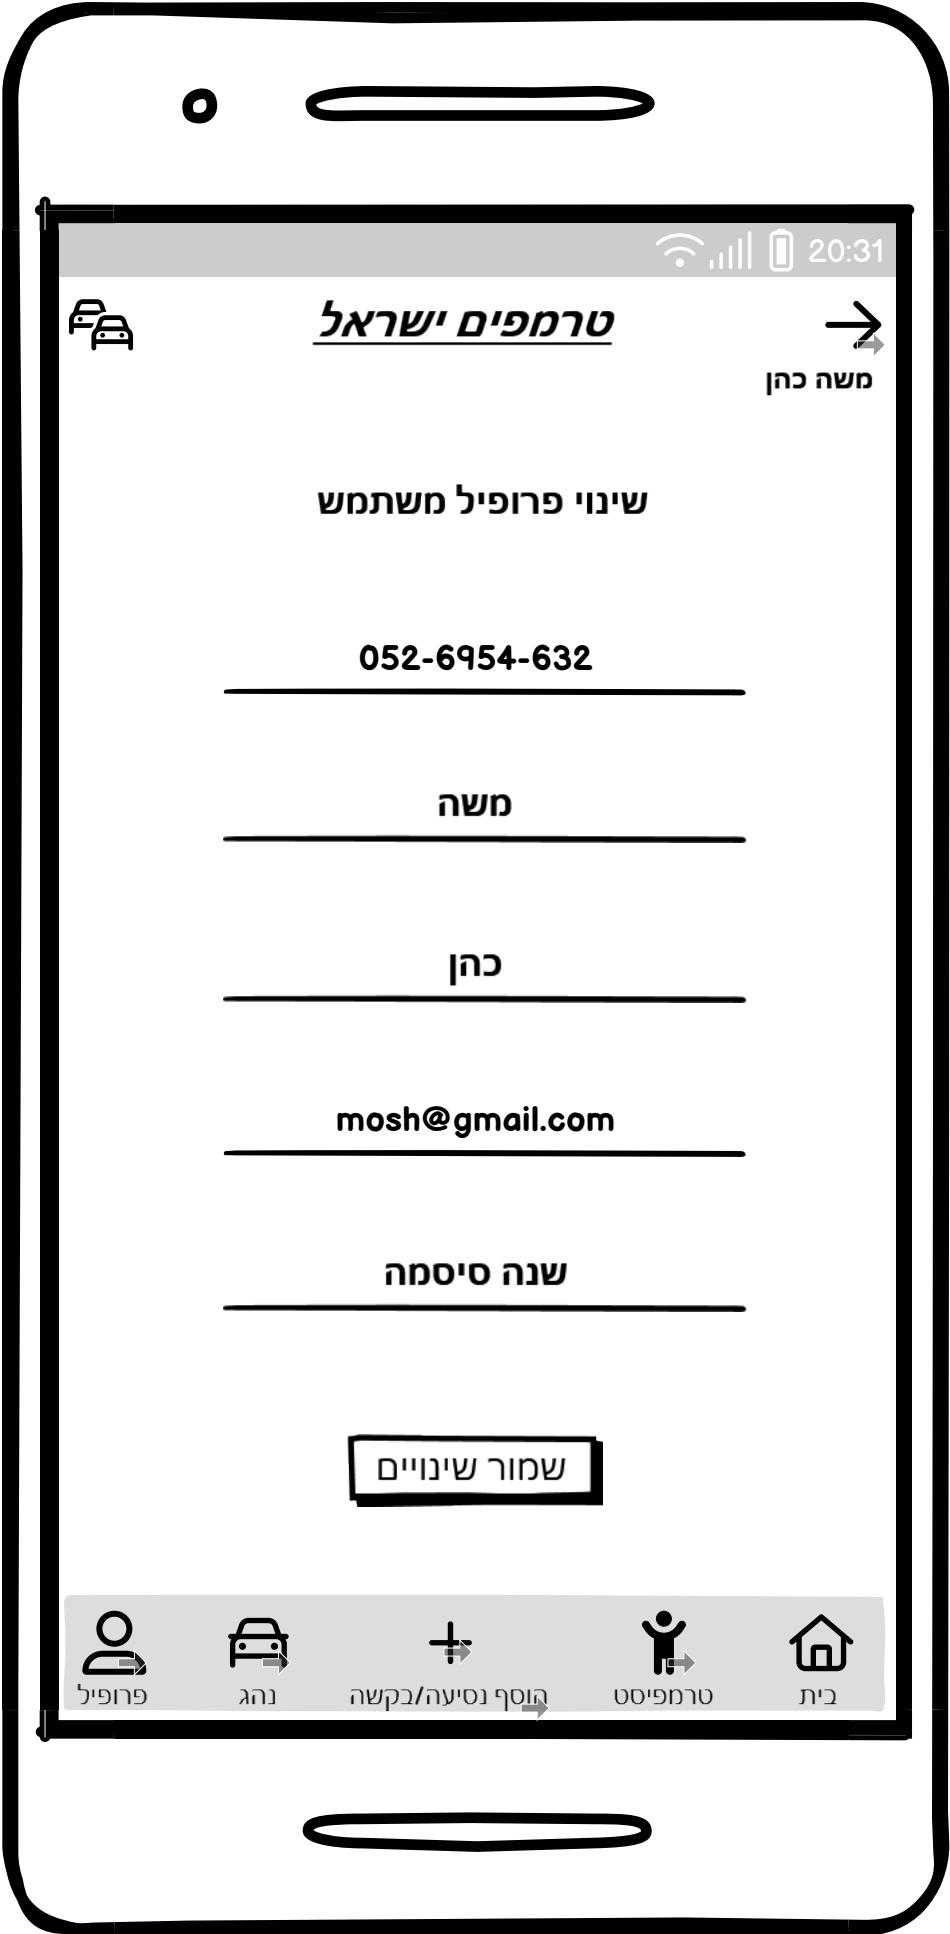 20:31
טרמפים ישראל
משה כהן
שינוי פרופיל משתמש
052-6954-632
משה
כהן
mosh@gmail.com
שנה סיסמה
שמור שינויים
בית
טרמפיסט
הוסף נסיעה/בקשה
נהג
פרופיל